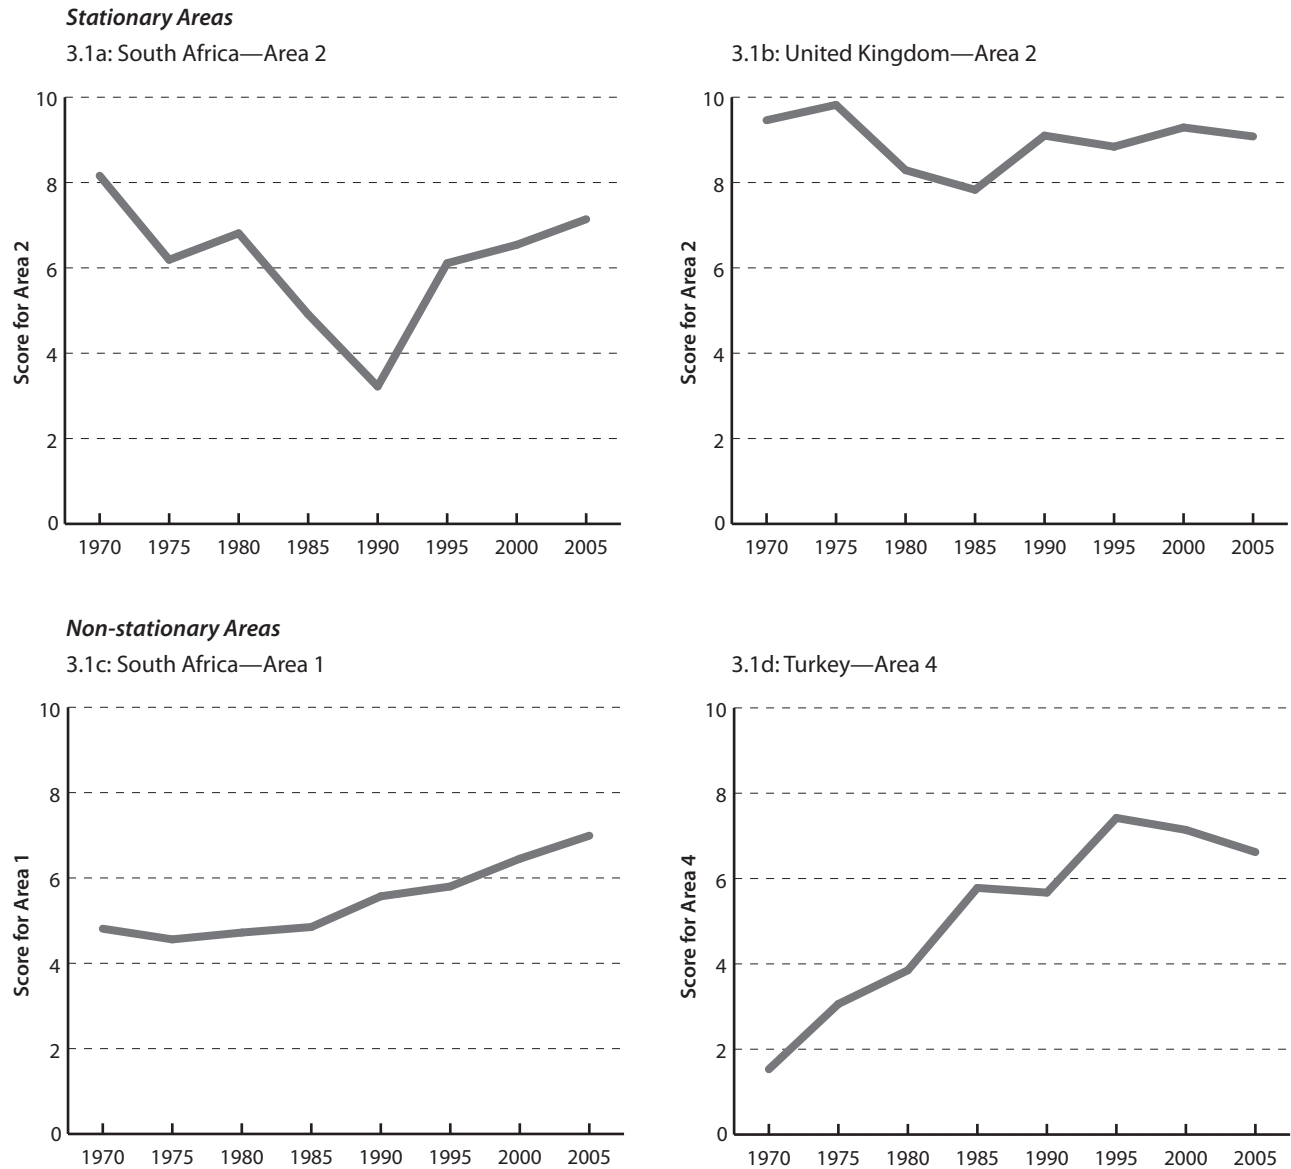 Stationary Areas
3.1a: South Africa—Area 2
3.1b: United Kingdom—Area 2
10
8
6
4
2
0
Score for Area 2
1970 1975 1980 1985 1990 1995 2000 2005
10
8
6
4
2
0
Score for Area 2
1970 1975 1980 1985 1990 1995 2000 2005
Non-stationary Areas
3.1c: South Africa—Area 1
3.1d: Turkey—Area 4
10
8
6
4
2
0
Score for Area 1
1970 1975 1980 1985 1990 1995 2000 2005
10
8
6
4
2
0
Score for Area 4
1970 1975 1980 1985 1990 1995 2000 2005